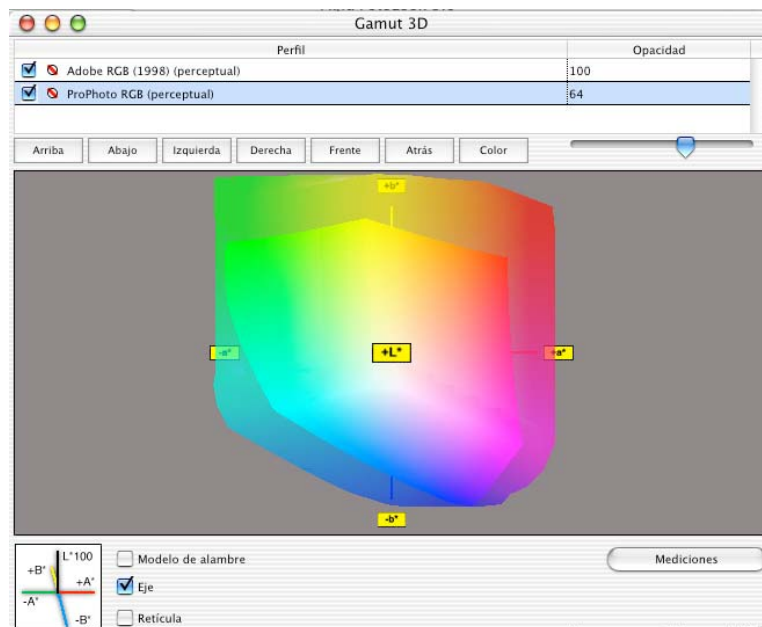 Gamut 3D
Perfil Opacidad
Adobe RGB (1998) (perceptual) 100
ProPhoto RGB (perceptual) 64
Arriba Abajo Izquierda Derecha Frente Atrás Color
+b*
-a* +L* +a*
-b*
L*100
+B*
+A*
-A*
-B*
Modelo de alambre
Eje
Retícula
Mediciones